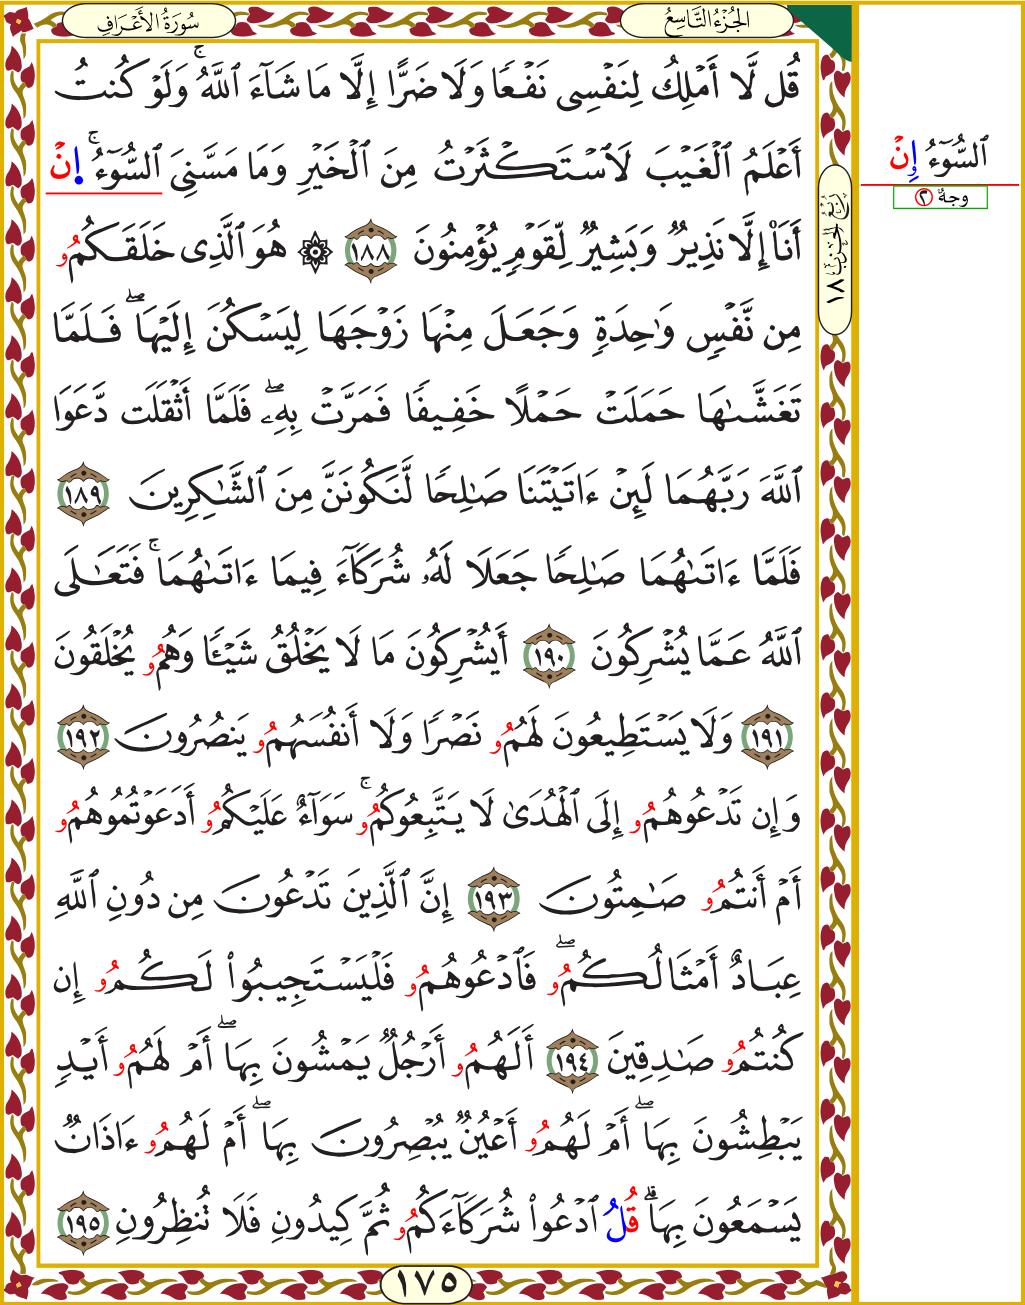 سُورَةُ الأَعْرَافِ
الجُزْءُ التَّاسِعُ
قُل لَّا أَمْلِكُ لِنَفْسِى نَفْعًا وَلَا ضَرًّا إِلَّا مَا شَآءَ ٱللَّهُ ۚ وَلَوْ كُنتُ
أَعْلَمُ ٱلْغَيْبَ لَٱسْتَكْثَرْتُ مِنَ ٱلْخَيْرِ وَمَا مَسَّنِىَ ٱلسُّوٓءُ ۚ إِنْ
أَنَا۠ إِلَّا نَذِيرٌ وَبَشِيرٌ لِّقَوْمٍ يُؤْمِنُونَ ١٨٨ ۞ هُوَ ٱلَّذِى خَلَقَكُمُو
مِن نَّفْسٍ وَٰحِدَةٍ وَجَعَلَ مِنْهَا زَوْجَهَا لِيَسْكُنَ إِلَيْهَا ۖ فَلَمَّا
تَغَشَّىٰهَا حَمَلَتْ حَمْلًا خَفِيفًا فَمَرَّتْ بِهِۦ ۖ فَلَمَّا أَثْقَلَت دَّعَوَا
ٱللَّهَ رَبَّهُمَا لَئِنْ ءَاتَيْتَنَا صَٰلِحًا لَّنَكُونَنَّ مِنَ ٱلشَّٰكِرِينَ ١٨٩
فَلَمَّا ءَاتَىٰهُمَا صَٰلِحًا جَعَلَا لَهُۥ شُرَكَآءَ فِيمَا ءَاتَىٰهُمَا ۚ فَتَعَٰلَى
ٱللَّهُ عَمَّا يُشْرِكُونَ ١٩٠ أَيُشْرِكُونَ مَا لَا يَخْلُقُ شَيْـًٔا وَهُمُو يُخْلَقُونَ
١٩١ وَلَا يَسْتَطِيعُونَ لَهُمُو نَصْرًا وَلَا أَنفُسَهُمُو يَنصُرُونَ ١٩٢
وَإِن تَدْعُوهُمُو إِلَى ٱلْهُدَىٰ لَا يَتَّبِعُوكُمُو ۚ سَوَآءٌ عَلَيْكُمُو أَدَعَوْتُمُوهُمُو
أَمْ أَنتُمُو صَٰمِتُونَ ١٩٣ إِنَّ ٱلَّذِينَ تَدْعُونَ مِن دُونِ ٱللَّهِ
عِبَادٌ أَمْثَالُكُمُو ۖ فَٱدْعُوهُمُو فَلْيَسْتَجِيبُوا۟ لَكُمُو إِن
كُنتُمُو صَٰدِقِينَ ١٩٤ أَلَهُمُو أَرْجُلٌ يَمْشُونَ بِهَا ۖ أَمْ لَهُمُو أَيْدٍ
يَبْطِشُونَ بِهَا ۖ أَمْ لَهُمُو أَعْيُنٌ يُبْصِرُونَ بِهَا ۖ أَمْ لَهُمُو ءَاذَانٌ
يَسْمَعُونَ بِهَا ۗ قُلُ ٱدْعُوا۟ شُرَكَآءَكُمُو ثُمَّ كِيدُونِ فَلَا تُنظِرُونِ ١٩٥
١٧٥
رُبْعُ الحِزْبِ ١٨
ٱلسُّوٓءُ إِنْ
وجهٌ ٢